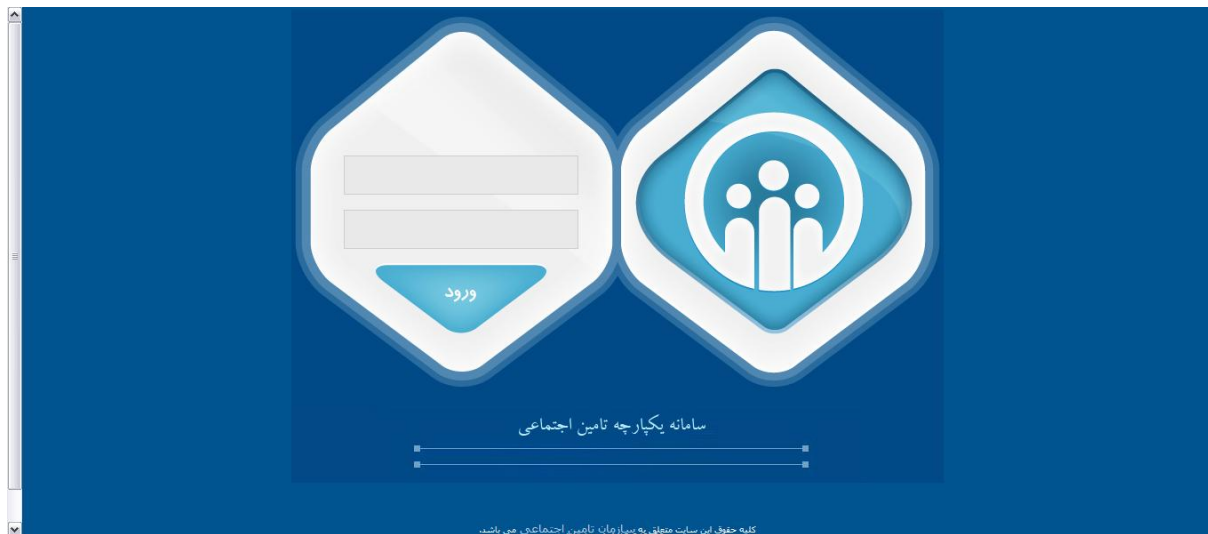 ورود
سامانه یکپارچه تامین اجتماعی
کلیه حقوق این سایت متعلق به سازمان تامین اجتماعی می باشد.